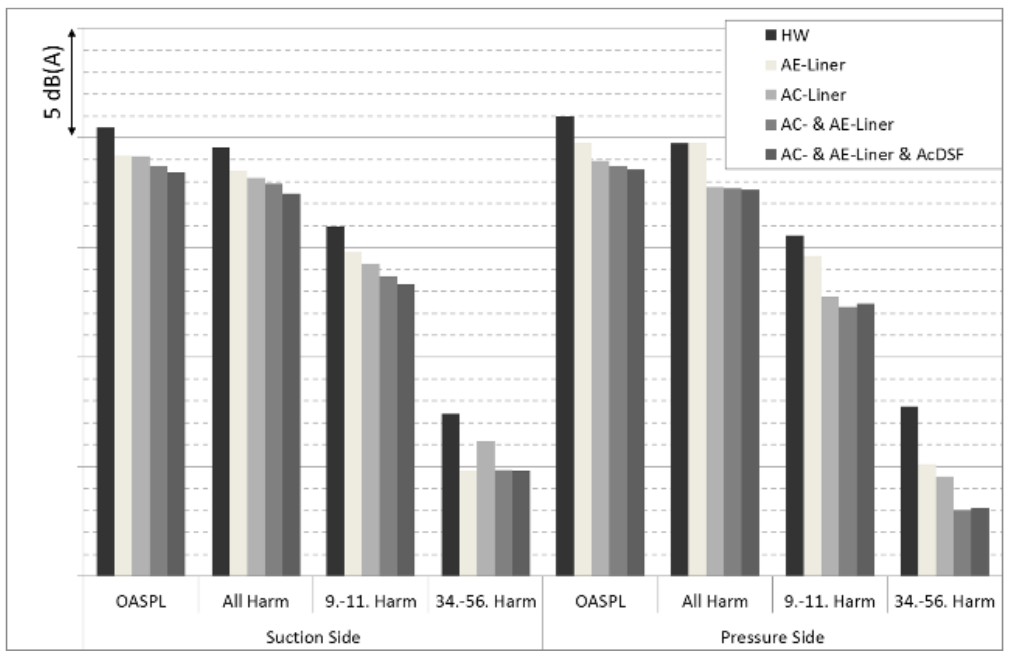 5 dB(A)
HW
AE-Liner
AC-Liner
AC- & AE-Liner
AC- & AE-Liner & AcDSF
OASPL All Harm 9.-11. Harm 34.-56. Harm OASPL All Harm 9.-11. Harm 34.-56. Harm
Suction Side Pressure Side